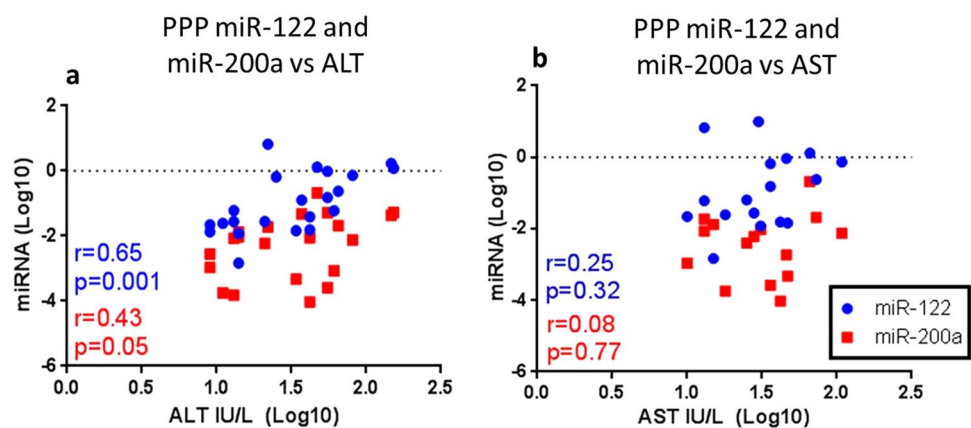 PPP miR-122 and
miR-200a vs ALT
a
2
0
-2
-4
-6
miRNA (Log10)
r=0.65
p=0.001
r=0.43
p=0.05
0.0 0.5 1.0 1.5 2.0 2.5
ALT IU/L (Log10)
PPP miR-122 and
miR-200a vs AST
b
2
0
-2
-4
-6
miRNA (Log10)
r=0.25
p=0.32
r=0.08
p=0.77
miR-122
miR-200a
0.0 0.5 1.0 1.5 2.0 2.5
AST IU/L (Log10)